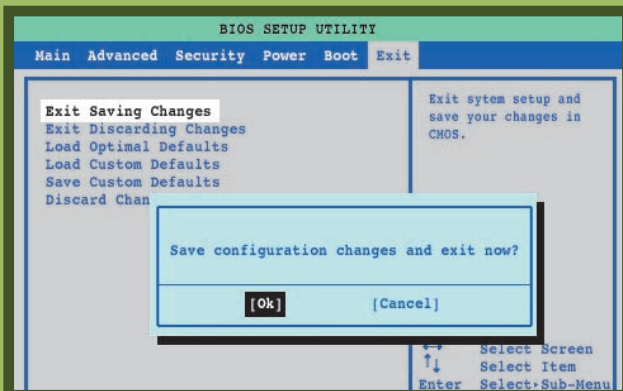 BIOS SETUP UTILITY
Main Advanced Security Power Boot Exit
Exit Saving Changes
Exit Discarding Changes
Load Optimal Defaults
Load Custom Defaults
Save Custom Defaults
Discard Chan
Exit sytem setup and
save your changes in
CMOS.
Save configuration changes and exit now?
[Ok] [Cancel]
↔ Select Screen
↑↓ Select Item
Enter Select▸Sub-Menu